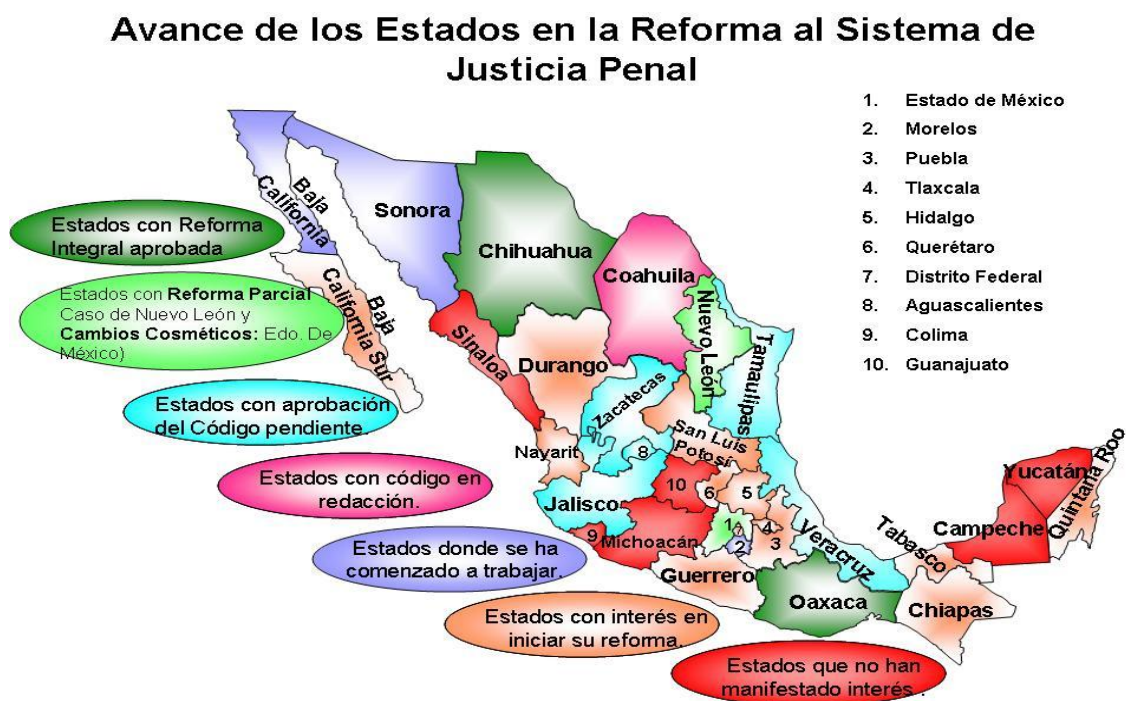 Avance de los Estados en la Reforma al Sistema de
Justicia Penal
1. Estado de México
2. Morelos
3. Puebla
4. Tlaxcala
5. Hidalgo
6. Querétaro
7. Distrito Federal
8. Aguascalientes
9. Colima
10. Guanajuato
Baja
California
Sonora
Chihuahua
Coahuila
Nuevo León
Tamaulipas
Baja
California Sur
Sinaloa
Durango
Zacatecas
San Luis
Potosí
Nayarit
8
10
6
5
Jalisco
9
Michoacán
1
7
2
4
3
Veracruz
Guerrero
Oaxaca
Tabasco
Chiapas
Campeche
Yucatán
Quintana Roo
Estados con Reforma
Integral aprobada
Estados con Reforma Parcial
Caso de Nuevo León y
Cambios Cosméticos: Edo. De
México)
Estados con aprobación
del Código pendiente
Estados con código en
redacción.
Estados donde se ha
comenzado a trabajar.
Estados con interés en
iniciar su reforma.
Estados que no han
manifestado interés .